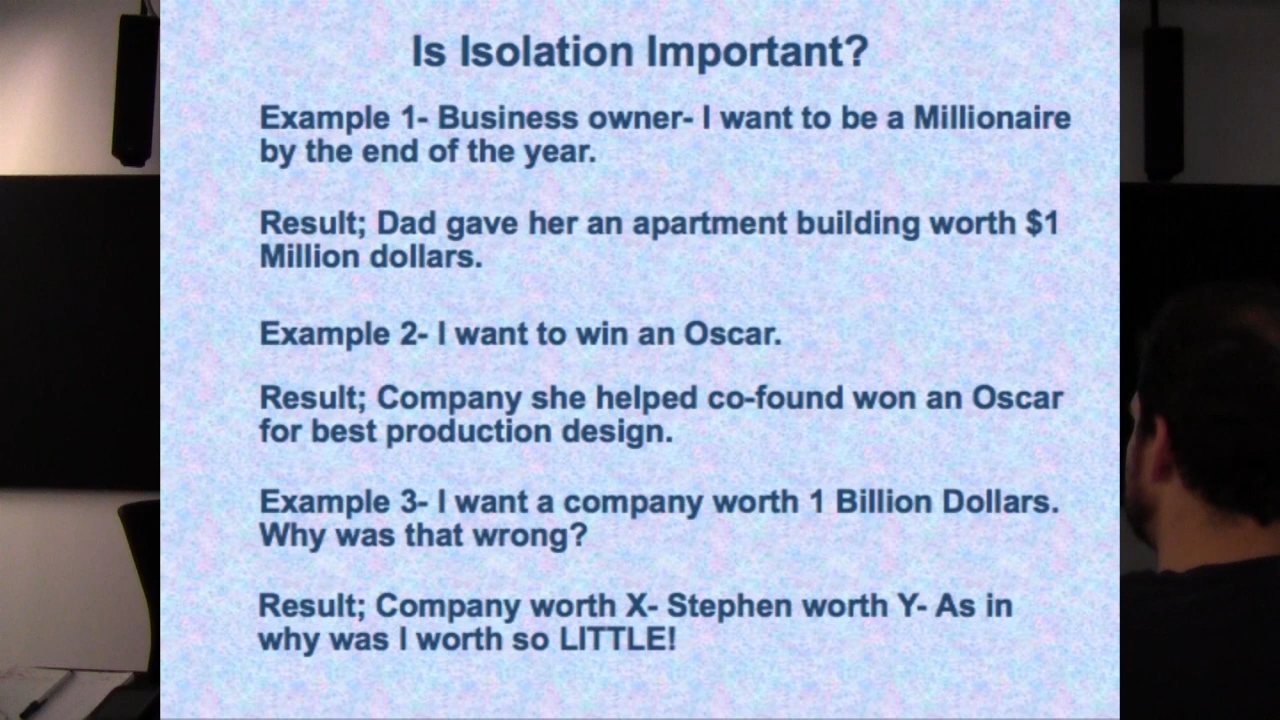 Is Isolation Important?
Example 1- Business owner- I want to be a Millionaire
by the end of the year.
Result; Dad gave her an apartment building worth $1
Million dollars.
Example 2- I want to win an Oscar.
Result; Company she helped co-found won an Oscar
for best production design.
Example 3- I want a company worth 1 Billion Dollars.
Why was that wrong?
Result; Company worth X- Stephen worth Y- As in
why was I worth so LITTLE!